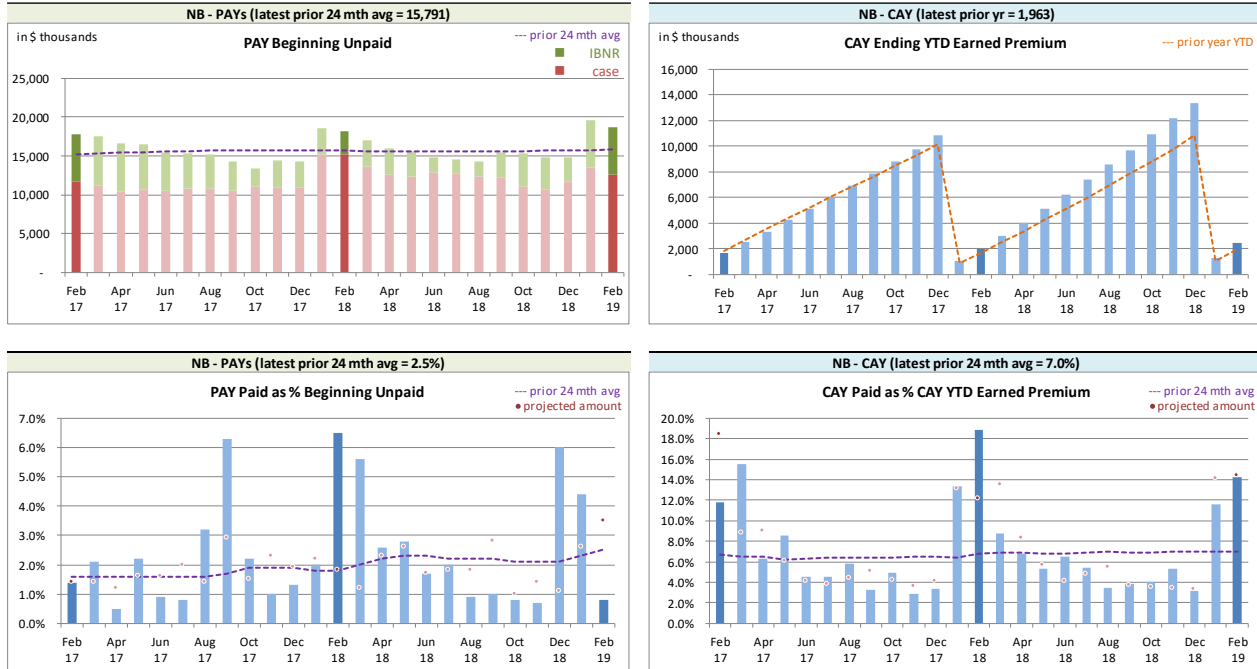 NB - PAYs (latest prior 24 mth avg = 15,791)
in $ thousands
PAY Beginning Unpaid
--- prior 24 mth avg
IBNR
case
25,000
20,000
15,000
10,000
5,000
-
Feb Apr Jun Aug Oct Dec Feb Apr Jun Aug Oct Dec Feb
17 17 17 17 17 17 18 18 18 18 18 18 19
NB - CAY (latest prior yr = 1,963)
in $ thousands
CAY Ending YTD Earned Premium
--- prior year YTD
16,000
14,000
12,000
10,000
8,000
6,000
4,000
2,000
-
Feb Apr Jun Aug Oct Dec Feb Apr Jun Aug Oct Dec Feb
17 17 17 17 17 17 18 18 18 18 18 18 19
NB - PAYs (latest prior 24 mth avg = 2.5%)
PAY Paid as % Beginning Unpaid
--- prior 24 mth avg
• projected amount
7.0%
6.0%
5.0%
4.0%
3.0%
2.0%
1.0%
0.0%
Feb Apr Jun Aug Oct Dec Feb Apr Jun Aug Oct Dec Feb
17 17 17 17 17 17 18 18 18 18 18 18 19
NB - CAY (latest prior 24 mth avg = 7.0%)
CAY Paid as % CAY YTD Earned Premium
--- prior 24 mth avg
• projected amount
20.0%
18.0%
16.0%
14.0%
12.0%
10.0%
8.0%
6.0%
4.0%
2.0%
0.0%
Feb Apr Jun Aug Oct Dec Feb Apr Jun Aug Oct Dec Feb
17 17 17 17 17 17 18 18 18 18 18 18 19